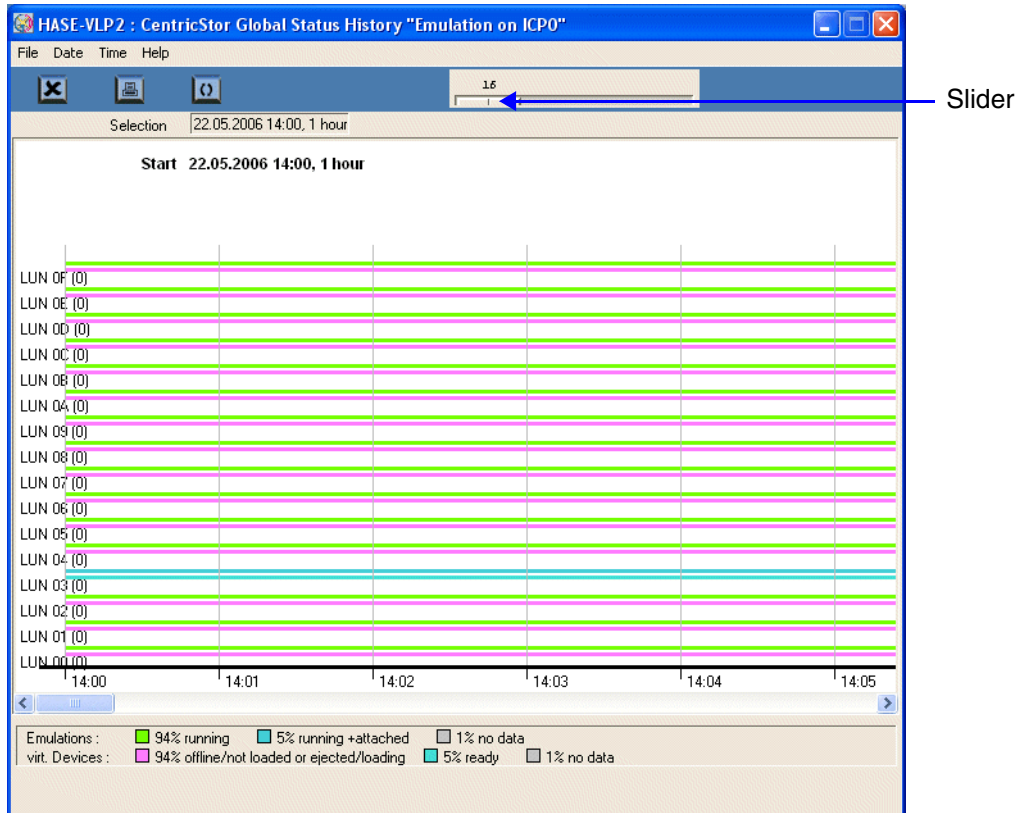 HASE-VLP2 : CentricStor Global Status History "Emulation on ICP0"
File Date Time Help
16
Slider
Selection 22.05.2006 14:00, 1 hour
Start 22.05.2006 14:00, 1 hour
LUN 0F (0)
LUN 0E (0)
LUN 0D (0)
LUN 0C (0)
LUN 0B (0)
LUN 0A (0)
LUN 09 (0)
LUN 08 (0)
LUN 07 (0)
LUN 06 (0)
LUN 05 (0)
LUN 04 (0)
LUN 03 (0)
LUN 02 (0)
LUN 01 (0)
LUN 00 (0)
14:00 14:01 14:02 14:03 14:04 14:05
Emulations : 94% running 5% running +attached 1% no data
virt. Devices : 94% offline/not loaded or ejected/loading 5% ready 1% no data